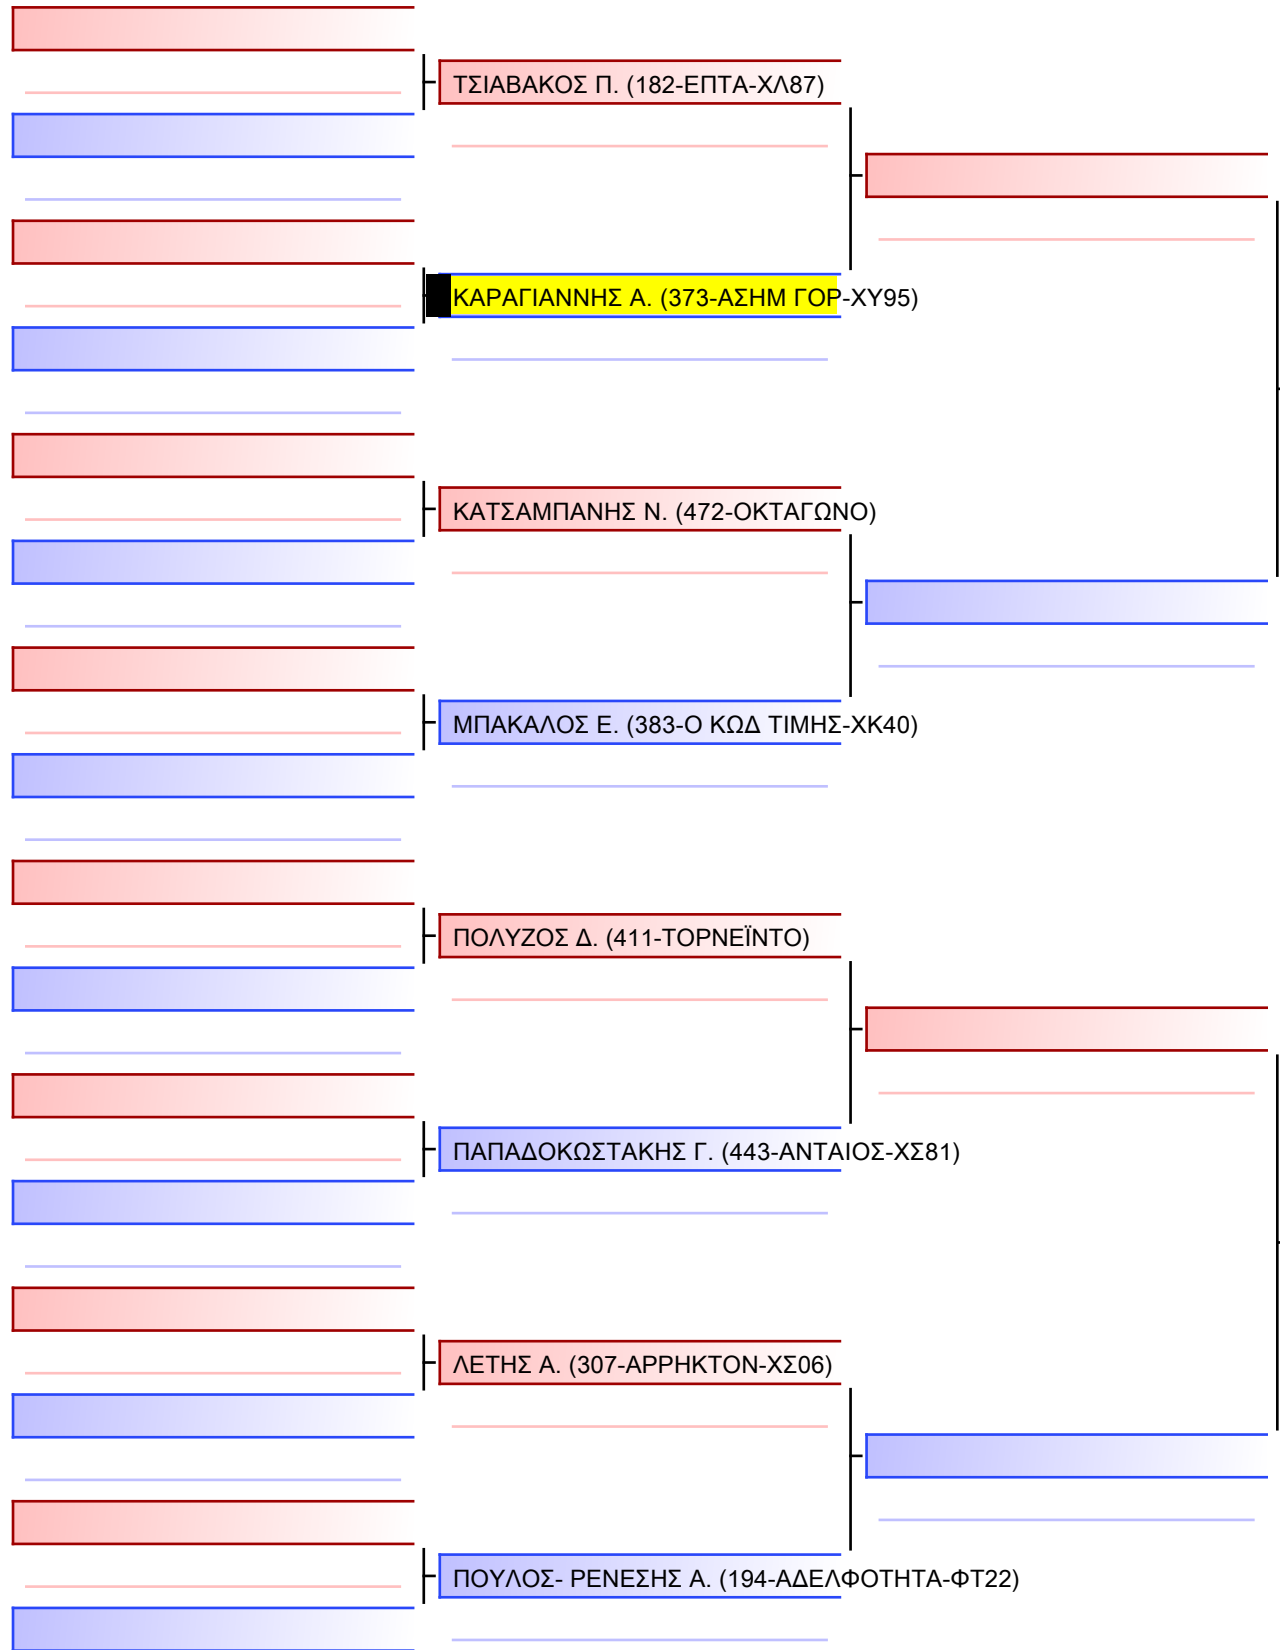 ΤΣΙΑΒΑΚΟΣ Π. (182-ΕΠΤΑ-ΧΛ87)
ΚΑΡΑΓΙΑΝΝΗΣ Α. (373-ΑΣΗΜ ΓΟΡ-ΧΥ95)
ΚΑΤΣΑΜΠΑΝΗΣ Ν. (472-ΟΚΤΑΓΩΝΟ)
ΜΠΑΚΑΛΟΣ Ε. (383-Ο ΚΩΔ ΤΙΜΗΣ-ΧΚ40)
ΠΟΛΥΖΟΣ Δ. (411-ΤΟΡΝΕΪΝΤΟ)
ΠΑΠΑΔΟΚΩΣΤΑΚΗΣ Γ. (443-ΑΝΤΑΙΟΣ-ΧΣ81)
ΛΕΤΗΣ Α. (307-ΑΡΡΗΚΤΟΝ-ΧΣ06)
ΠΟΥΛΟΣ- ΡΕΝΕΣΗΣ Α. (194-ΑΔΕΛΦΟΤΗΤΑ-ΦΤ22)